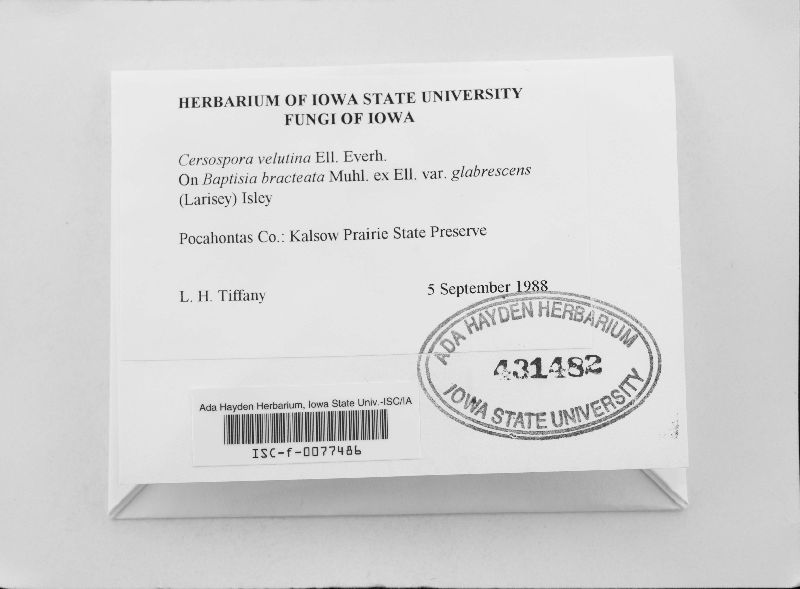 HERBARIUM OF IOWA STATE UNIVERSITY
FUNGI OF IOWA
Cersospora velutina Ell. Everh.
On Baptisia bracteata Muhl. ex Ell. var. glabrescens
(Larisey) Isley
Pocahontas Co.: Kalsow Prairie State Preserve
L. H. Tiffany
5 September 1988
ADA HAYDEN HERBARIUM
431482
IOWA STATE UNIVERSITY
Ada Hayden Herbarium, Iowa State Univ.-ISC/IA
ISC-f-0077486